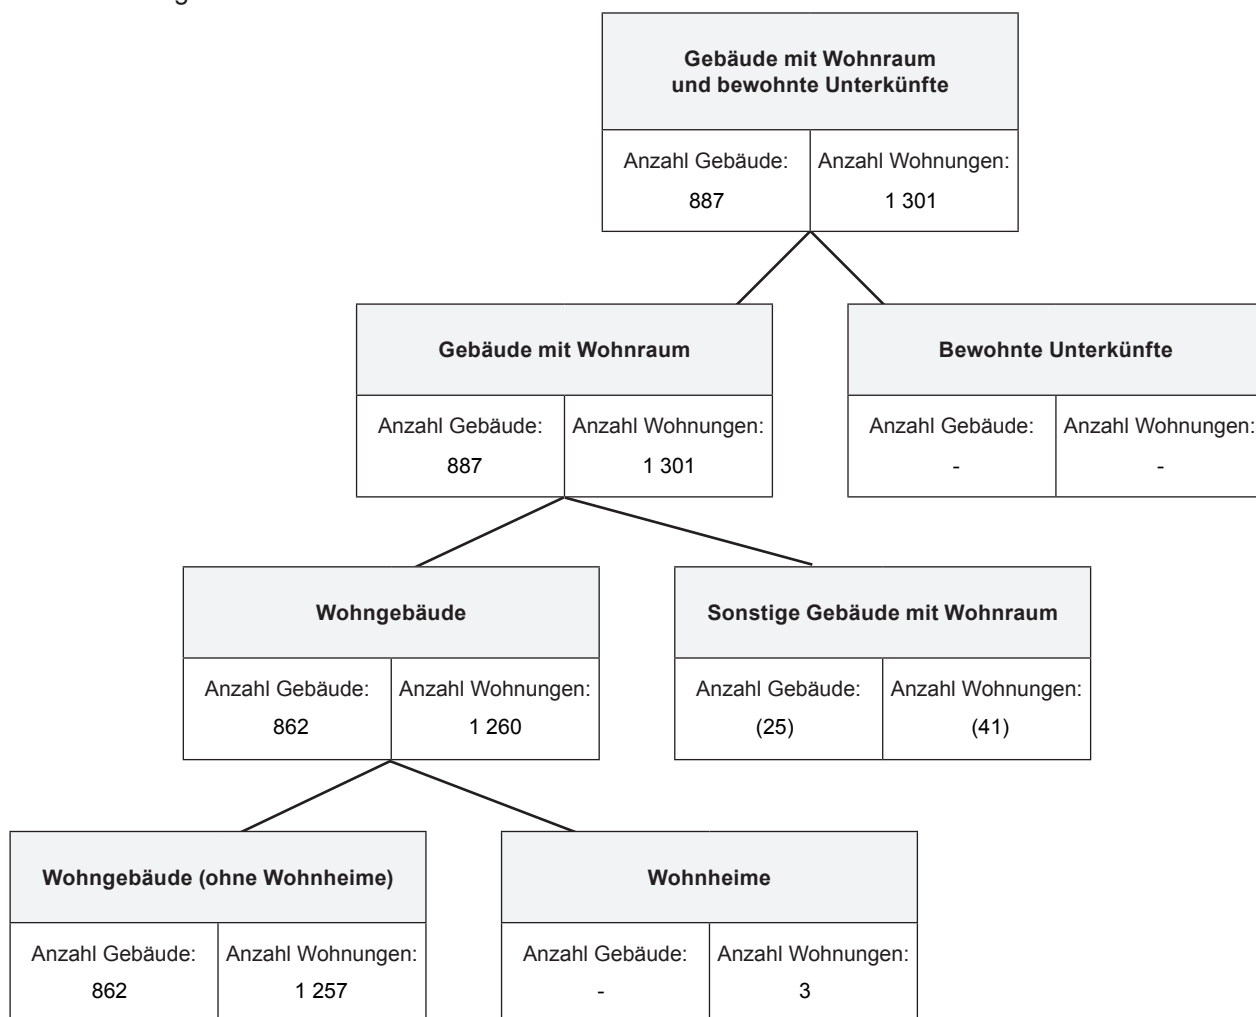 Gebäude mit Wohnraum
und bewohnte Unterkünfte
Anzahl Gebäude: Anzahl Wohnungen:
887 1 301
Gebäude mit Wohnraum
Anzahl Gebäude: Anzahl Wohnungen:
887 1 301
Bewohnte Unterkünfte
Anzahl Gebäude: Anzahl Wohnungen:
- -
Wohngebäude
Anzahl Gebäude: Anzahl Wohnungen:
862 1 260
Sonstige Gebäude mit Wohnraum
Anzahl Gebäude: Anzahl Wohnungen:
(25) (41)
Wohngebäude (ohne Wohnheime)
Anzahl Gebäude: Anzahl Wohnungen:
862 1 257
Wohnheime
Anzahl Gebäude: Anzahl Wohnungen:
- 3